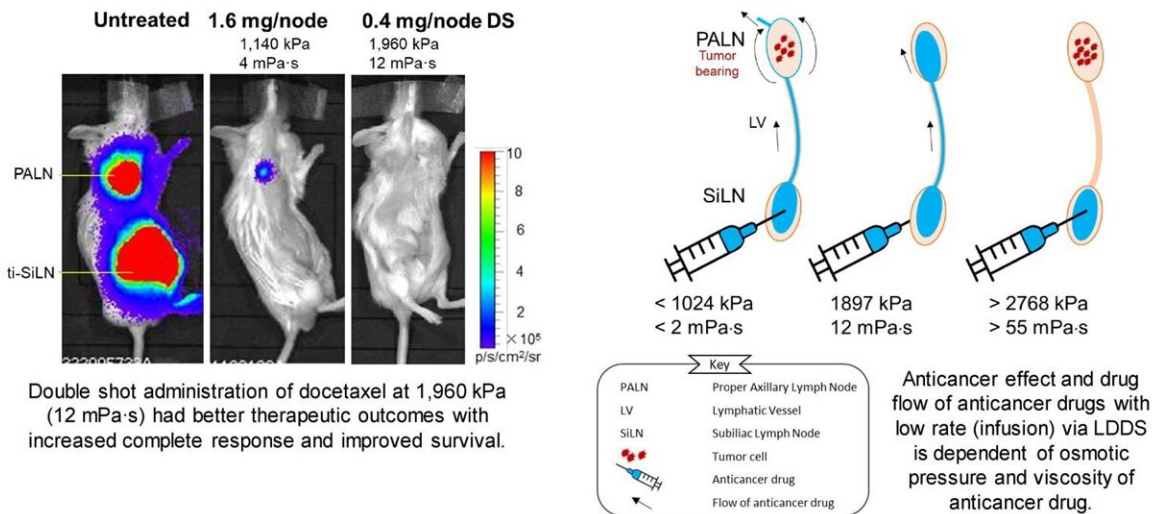 Untreated
1.6 mg/node
0.4 mg/node DS
1,140 kPa
4 mPa·s
1,960 kPa
12 mPa·s
PALN
ti-SiLN
10
8
6
4
2
× 10⁵
p/s/cm²/sr
Double shot administration of docetaxel at 1,960 kPa
(12 mPa·s) had better therapeutic outcomes with
increased complete response and improved survival.
PALN
Tumor
bearing
LV
SiLN
< 1024 kPa
< 2 mPa·s
1897 kPa
12 mPa·s
> 2768 kPa
> 55 mPa·s
Key
PALN Proper Axillary Lymph Node
LV Lymphatic Vessel
SiLN Subiliac Lymph Node
Tumor cell
Anticancer drug
Flow of anticancer drug
Anticancer effect and drug
flow of anticancer drugs with
low rate (infusion) via LDDS
is dependent of osmotic
pressure and viscosity of
anticancer drug.